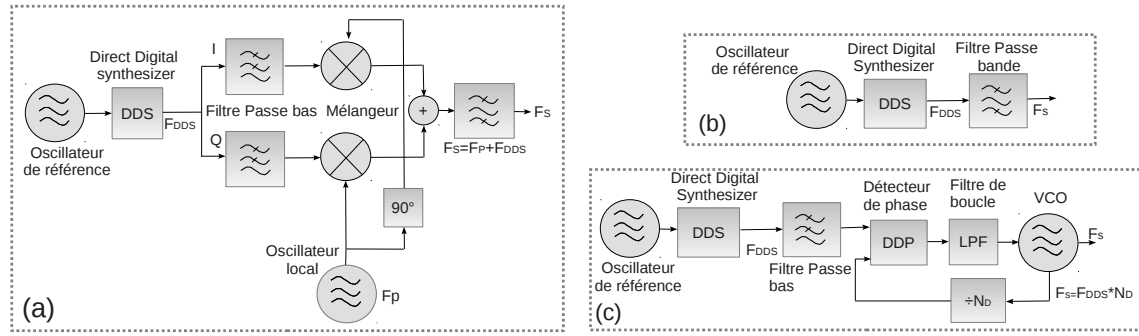 Direct Digital
synthesizer
I
DDS
FDDS
Filtre Passe bas
Mélangeur
+
FS
FS=FP+FDDS
Oscillateur
de référence
Q
90°
Oscillateur
local
Fp
(a)
Oscillateur
de référence
Direct Digital
Synthesizer
Filtre Passe
bande
DDS
FDDS
FS
(b)
Direct Digital
Synthesizer
Détecteur
de phase
Filtre de
boucle
VCO
DDS
FDDS
DDP
LPF
FS
Oscillateur
de référence
Filtre Passe
bas
÷ND
FS=FDDS*ND
(c)